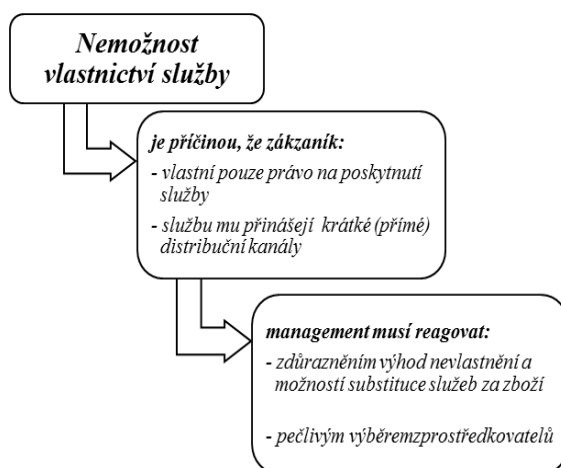 Nemožnost
vlastnictví služby
je příčinou, že zákzaník:
- vlastní pouze právo na poskytnutí
služby
- službu mu přinášejí krátké (přímé)
distribuční kanály
management musí reagovat:
- zdůrazněním výhod nevlastnění a
možností substituce služeb za zboží
- pečlivým výběremzprostředkovatelů